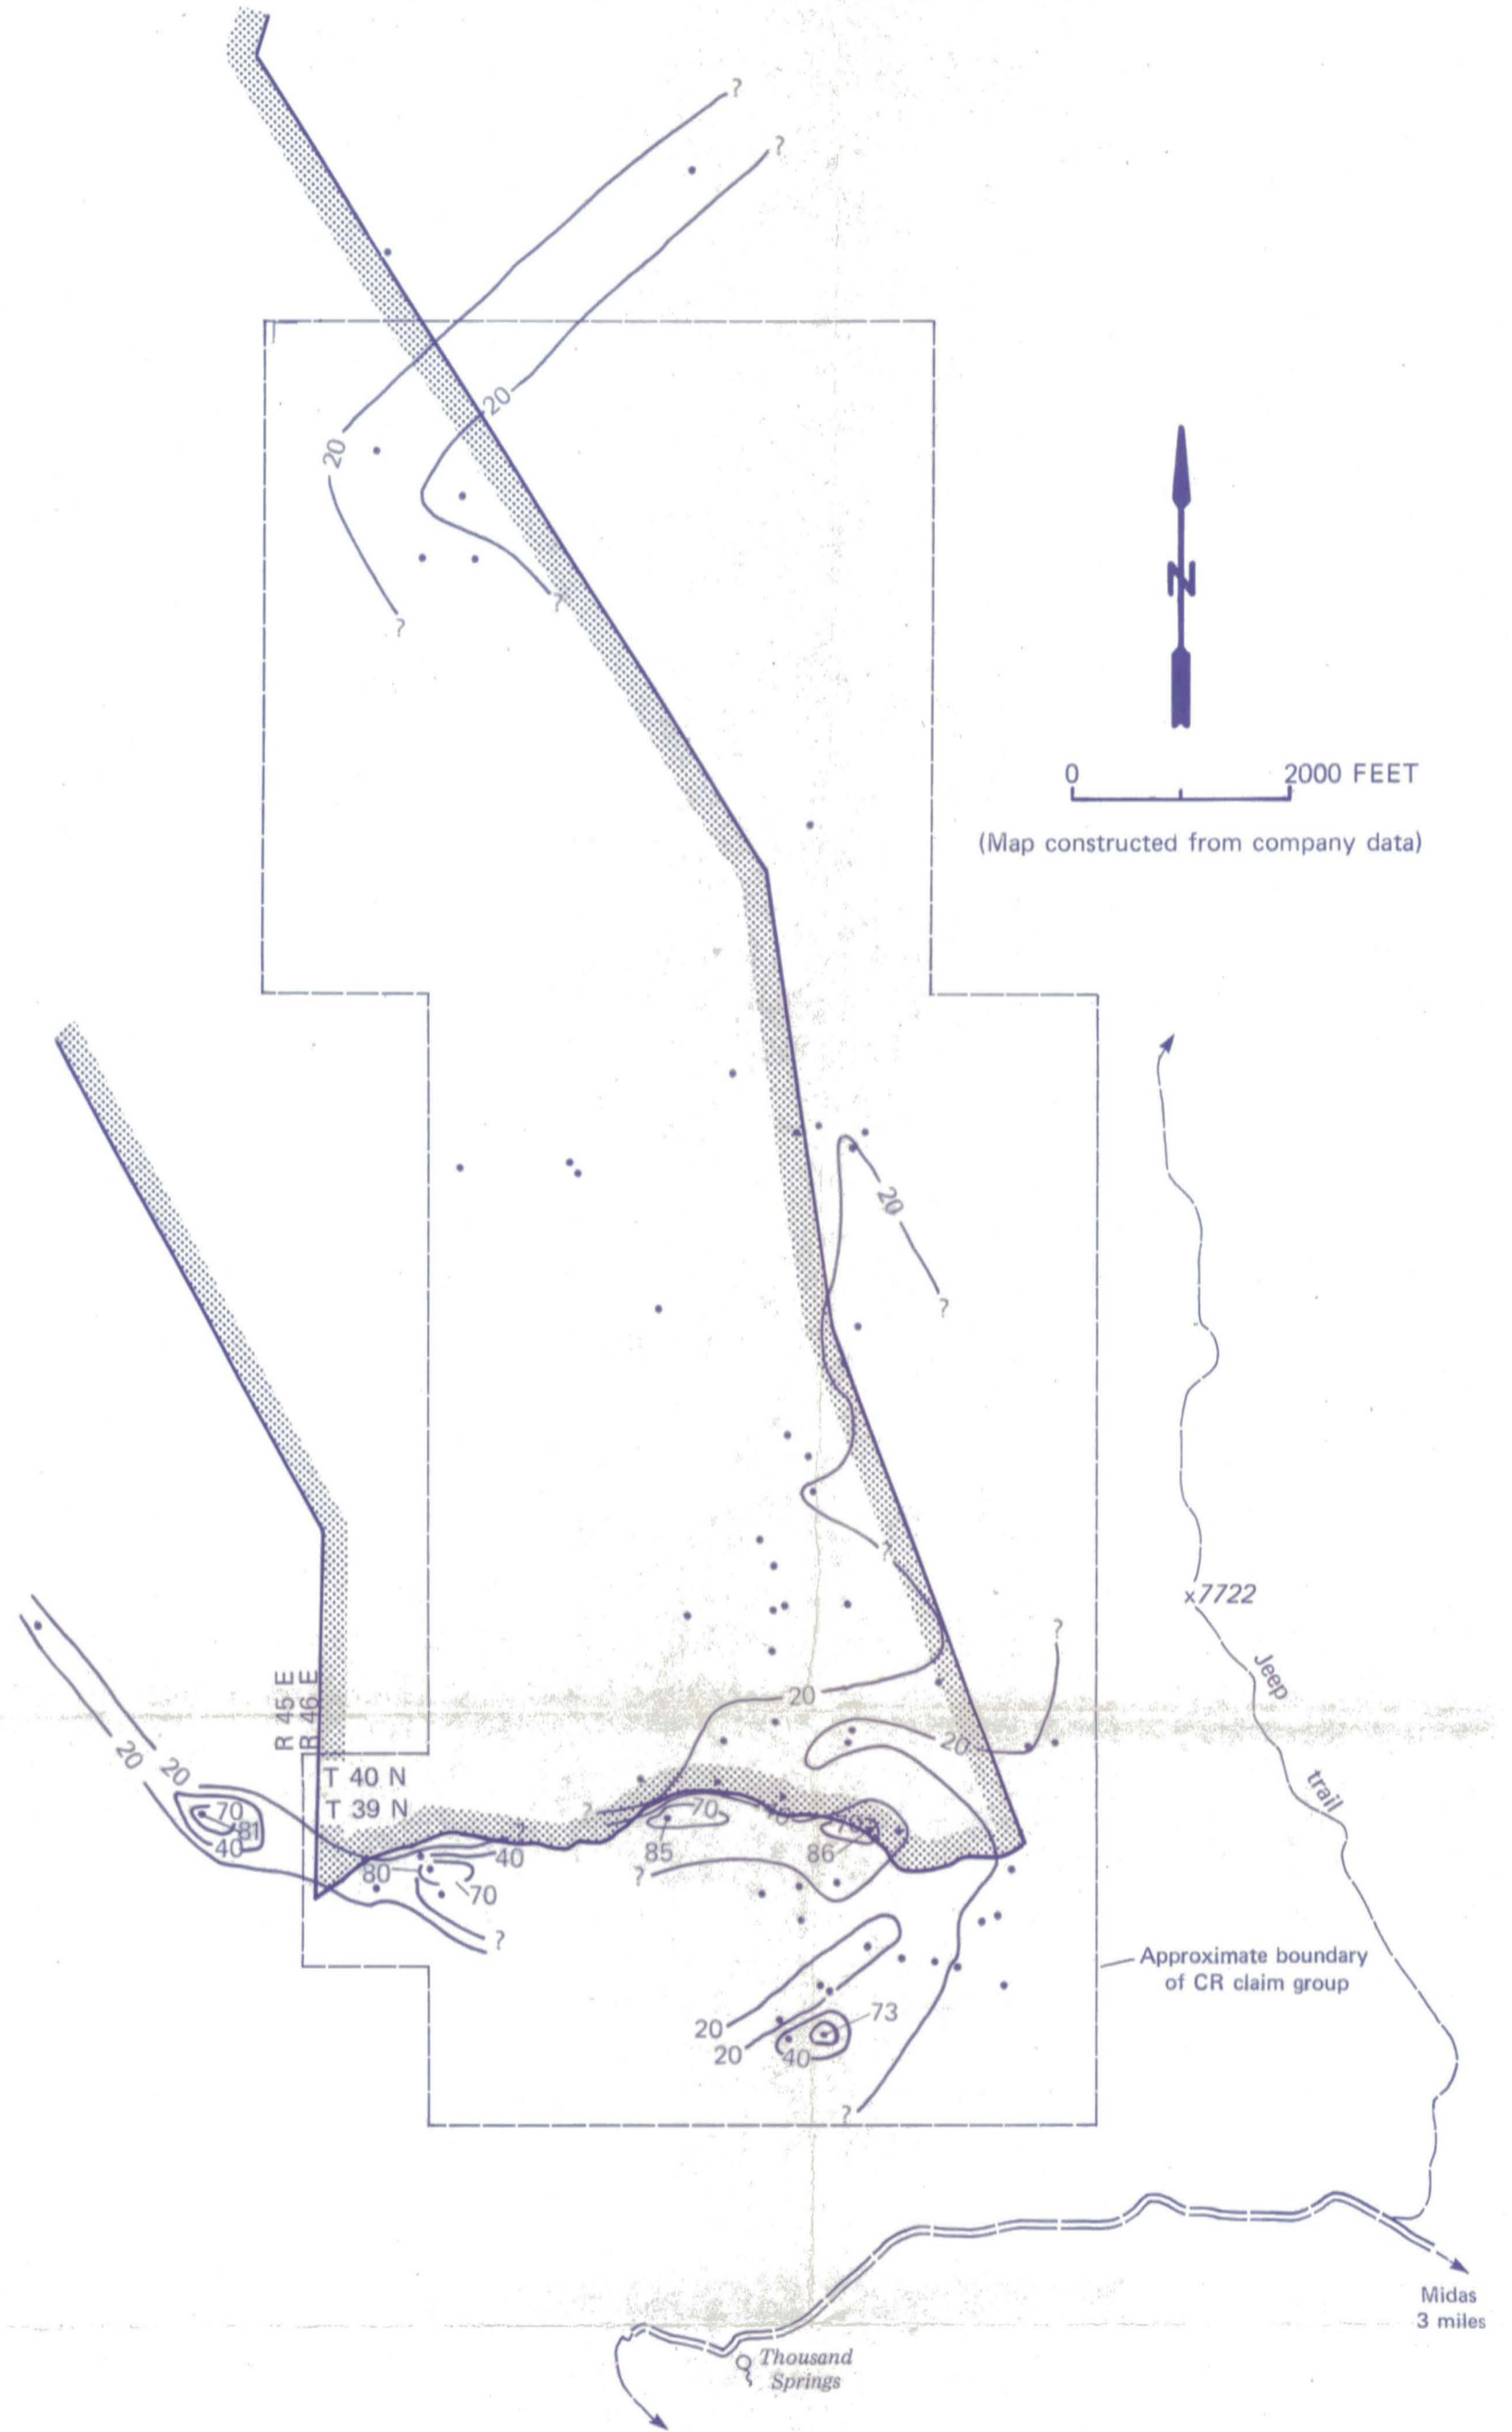 ?
?
20
20
N
?
?
0 2000 FEET
(Map constructed from company data)
20
?
?
x7722
?
Jeep
R 45 E
R 46 E
20
20
20
20
trail
T 40 N
T 39 N
70
81
40
?
70
?
40
85
86
80
70
?
?
Approximate boundary
of CR claim group
73
20
20
40
?
Midas
3 miles
Thousand
Springs